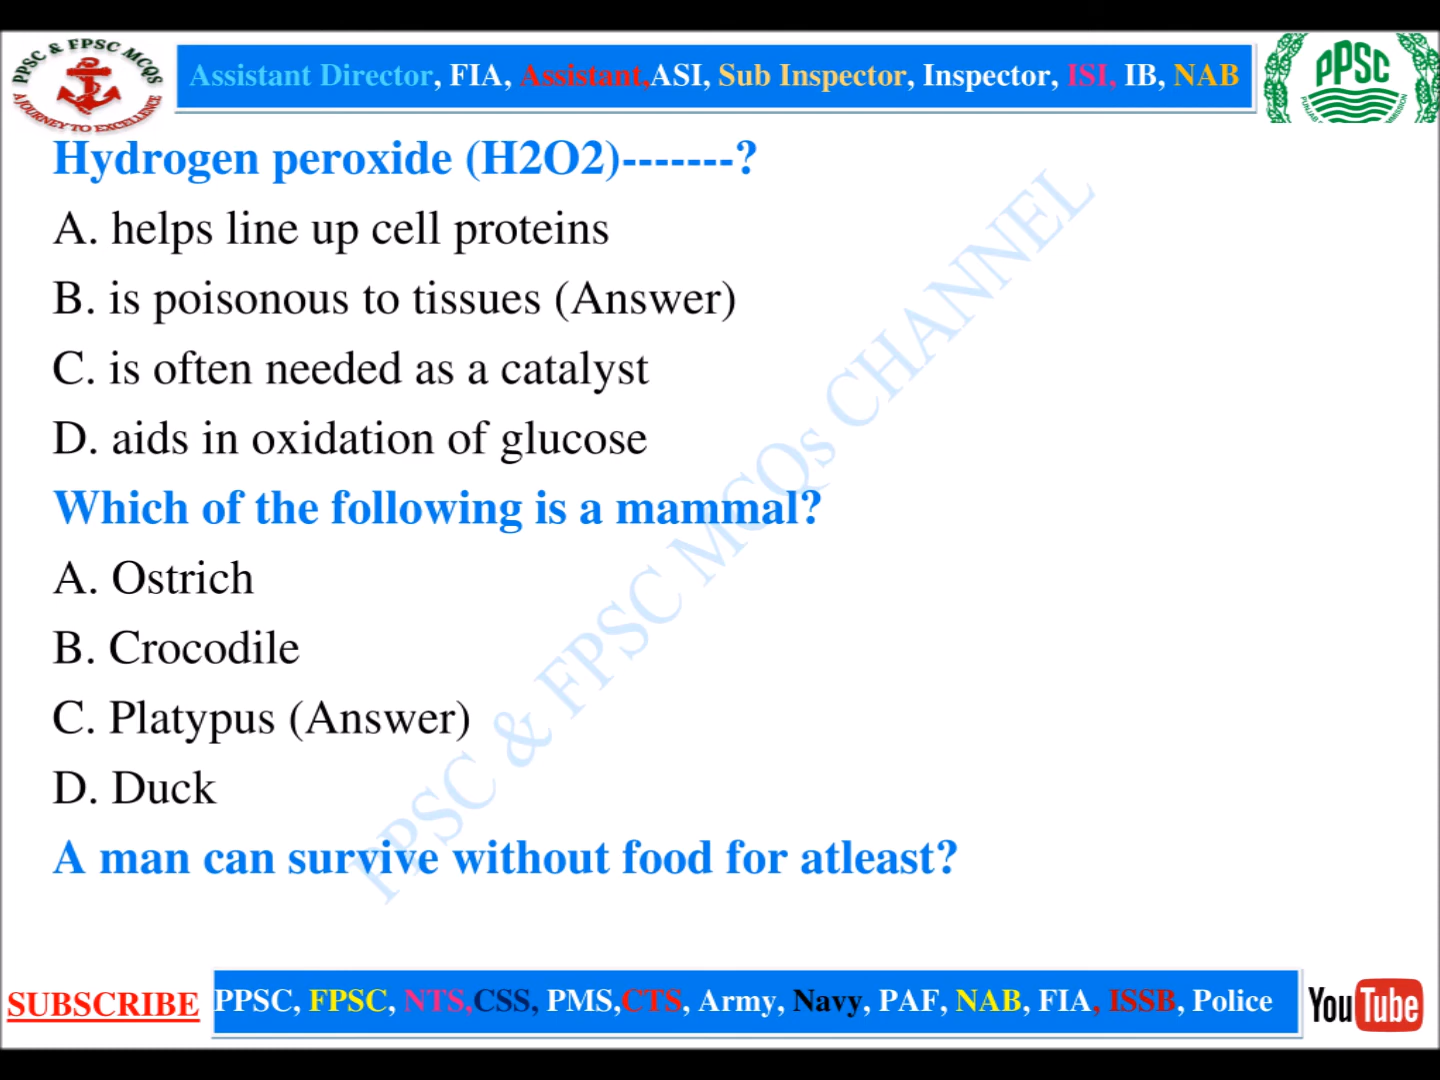 PPSC & FPSC MCQS
A JOURNEY TO EXCELLENCE
Assistant Director, FIA, Assistant,ASI, Sub Inspector, Inspector, ISI, IB, NAB
PPSC
Hydrogen peroxide (H2O2)-------?
A. helps line up cell proteins
B. is poisonous to tissues (Answer)
C. is often needed as a catalyst
D. aids in oxidation of glucose
Which of the following is a mammal?
A. Ostrich
B. Crocodile
C. Platypus (Answer)
D. Duck
A man can survive without food for atleast?
PPSC & FPSC MCQs CHANNEL
SUBSCRIBE
PPSC, FPSC, NTS,CSS, PMS,CTS, Army, Navy, PAF, NAB, FIA, ISSB, Police
YouTube